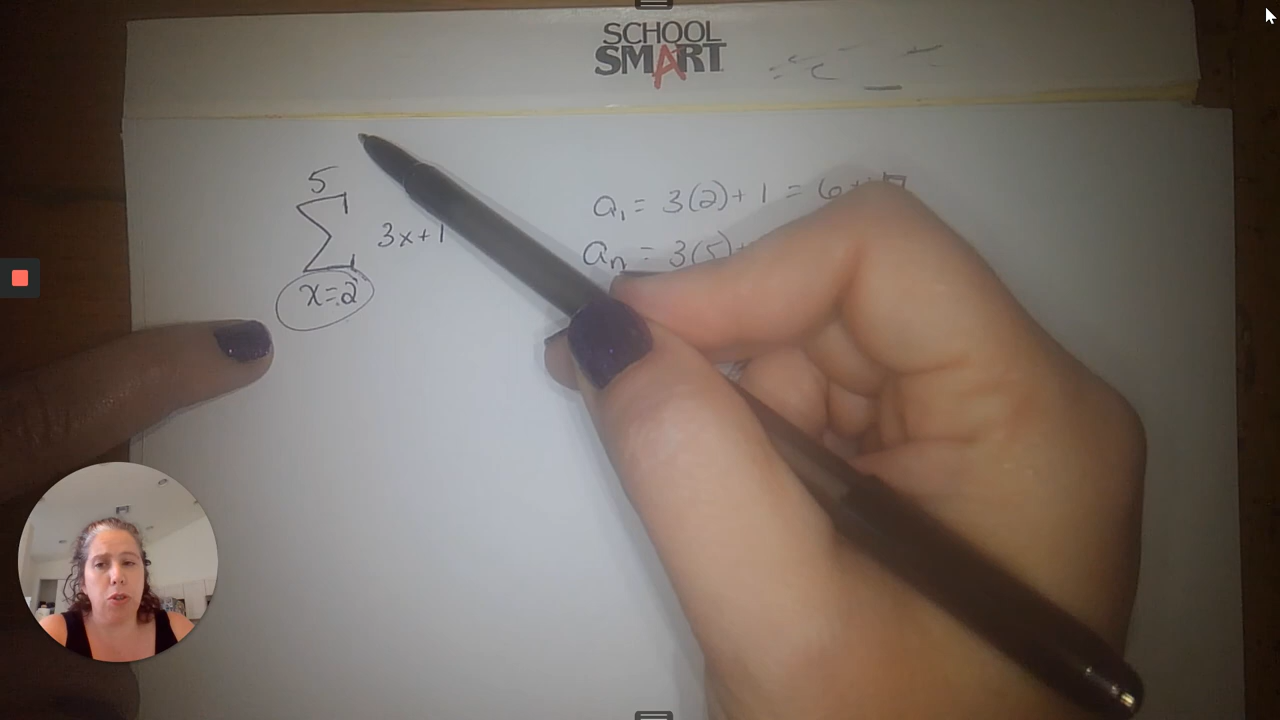 SCHOOL
SMART
5
Σ 3x+1
x=2
a₁= 3(2)+ 1 = 6
aₙ = 3(5)+